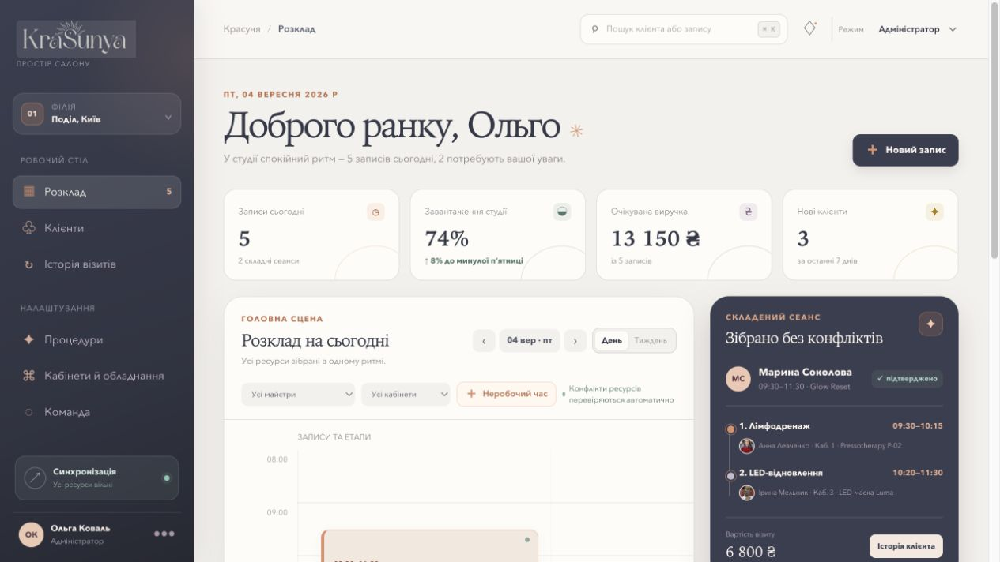 KraSunya
ПРОСТІР САЛОНУ
01
ФІЛІЯ
Поділ, Київ
РОБОЧИЙ СТІЛ
Розклад
5
Клієнти
Історія візитів
НАЛАШТУВАННЯ
Процедури
Кабінети й обладнання
Команда
Синхронізація
Усі ресурси вільні
ОК
Ольга Коваль
Адміністратор
Красуня / Розклад
Пошук клієнта або запису
⌘ K
Режим
Адміністратор
ПТ, 04 ВЕРЕСНЯ 2026 Р
Доброго ранку, Ольго
У студії спокійний ритм — 5 записів сьогодні, 2 потребують вашої уваги.
+ Новий запис
Записи сьогодні
5
2 складні сеанси
Завантаження студії
74%
↑ 8% до минулої п'ятниці
Очікувана виручка
₴
13 150 ₴
із 5 записів
Нові клієнти
3
за останні 7 днів
ГОЛОВНА СЦЕНА
Розклад на сьогодні
Усі ресурси зібрані в одному ритмі.
‹
04 вер · пт
›
День
Тиждень
Усі майстри
Усі кабінети
+ Неробочий час
Конфлікти ресурсів
перевіряються автоматично
ЗАПИСИ ТА ЕТАПИ
08:00
09:00
СКЛАДЕНИЙ СЕАНС
Зібрано без конфліктів
МС
Марина Соколова
09:30–11:30 · Glow Reset
✓ підтверджено
1. Лімфодренаж
09:30–10:15
Анна Левченко · Каб. 1 · Pressotherapy P-02
2. LED-відновлення
10:20–11:30
Ірина Мельник · Каб. 3 · LED-маска Luma
Вартість візиту
6 800 ₴
Історія клієнта